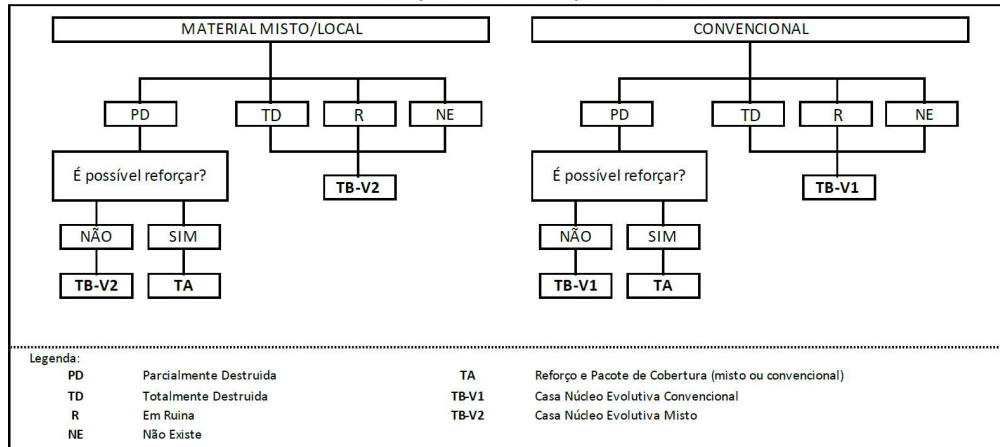 MATERIAL MISTO/LOCAL CONVENCIONAL
PD TD R NE PD TD R NE
É possível reforçar? TB-V2 É possível reforçar? TB-V1
NÃO SIM NÃO SIM
TB-V2 TA TB-V1 TA
Legenda:
PD Parcialmente Destruida TA Reforço e Pacote de Cobertura (misto ou convencional)
TD Totalmente Destruida TB-V1 Casa Núcleo Evolutiva Convencional
R Em Ruina TB-V2 Casa Núcleo Evolutiva Misto
NE Não Existe